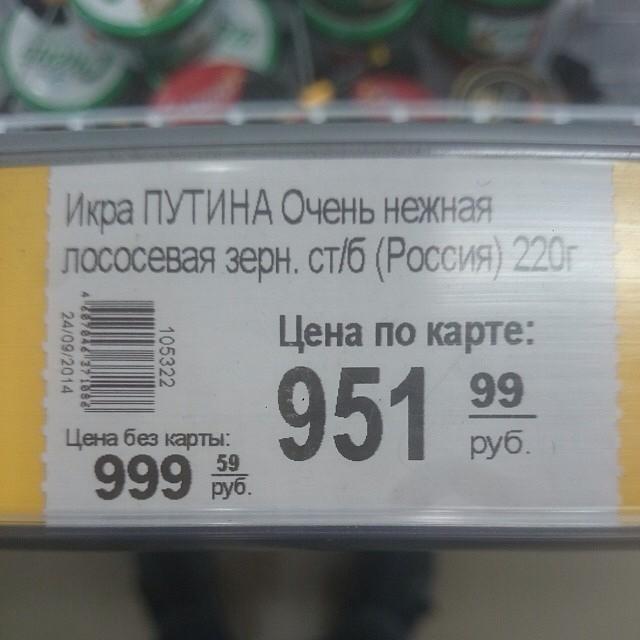 Икра ПУТИНА Очень нежная
лососевая зерн. ст/б (Россия) 220г
24/09/2014
105322
Цена по карте:
951 99
руб.
Цена без карты:
999 59
руб.